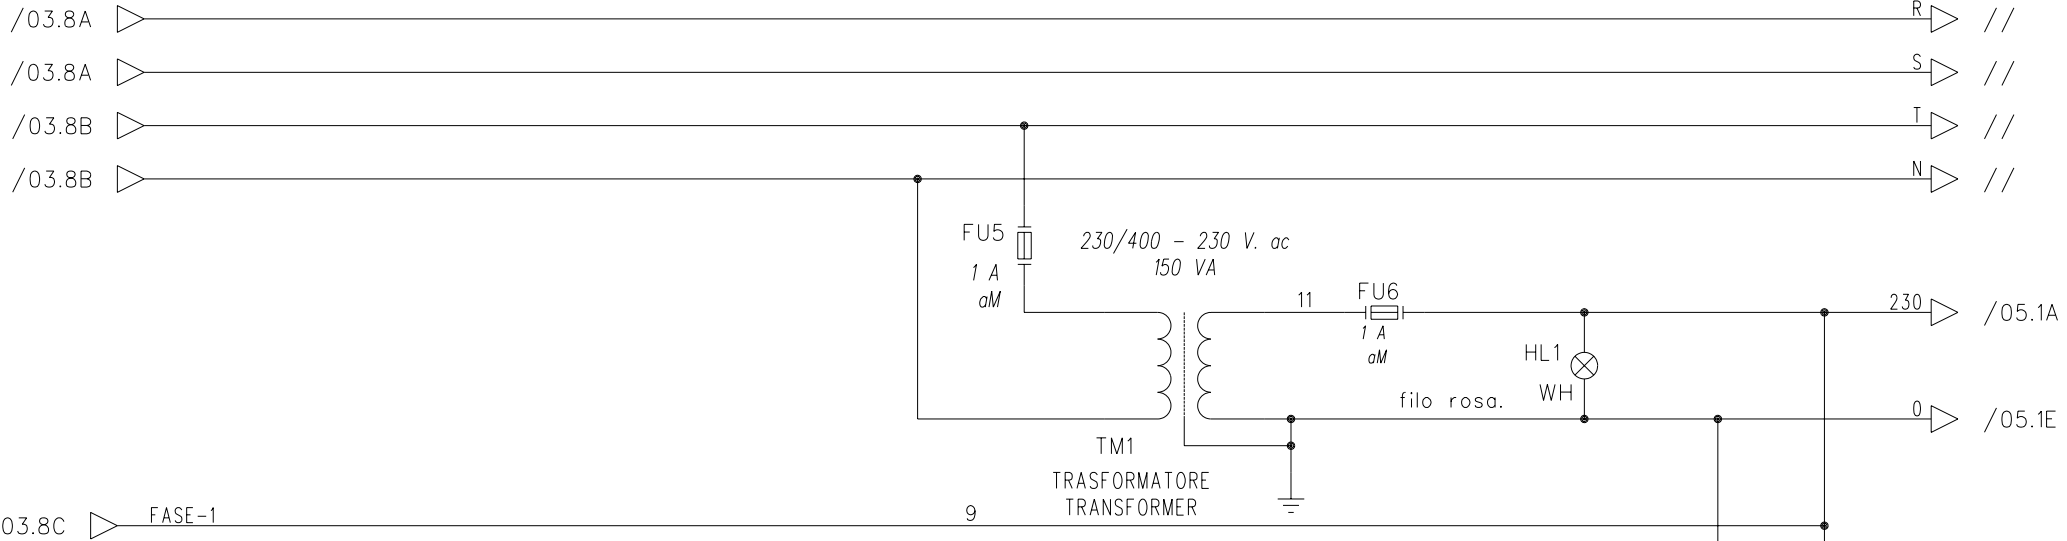 /03.8A
R
//
/03.8A
S
//
/03.8B
T
//
/03.8B
N
//
FU5
1 A
aM
230/400 - 230 V. ac
150 VA
11
FU6
1 A
aM
230
/05.1A
HL1
WH
filo rosa.
0
/05.1E
TM1
TRASFORMATORE
TRANSFORMER
03.8C
FASE-1
9